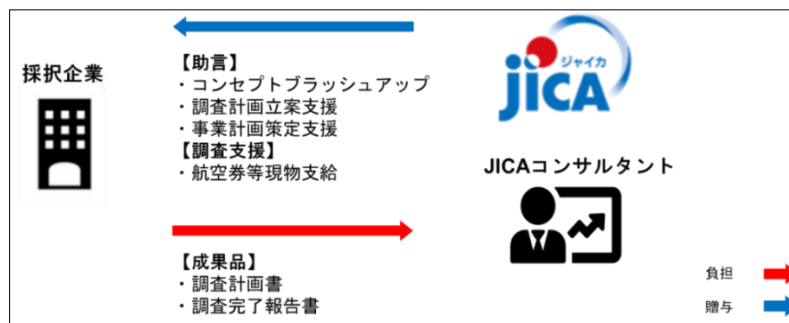 採択企業
【助言】
・コンセプトブラッシュアップ
・調査計画立案支援
・事業計画策定支援
【調査支援】
・航空券等現物支給
ジャイカ
jICA
JICAコンサルタント
【成果品】
・調査計画書
・調査完了報告書
負担
贈与